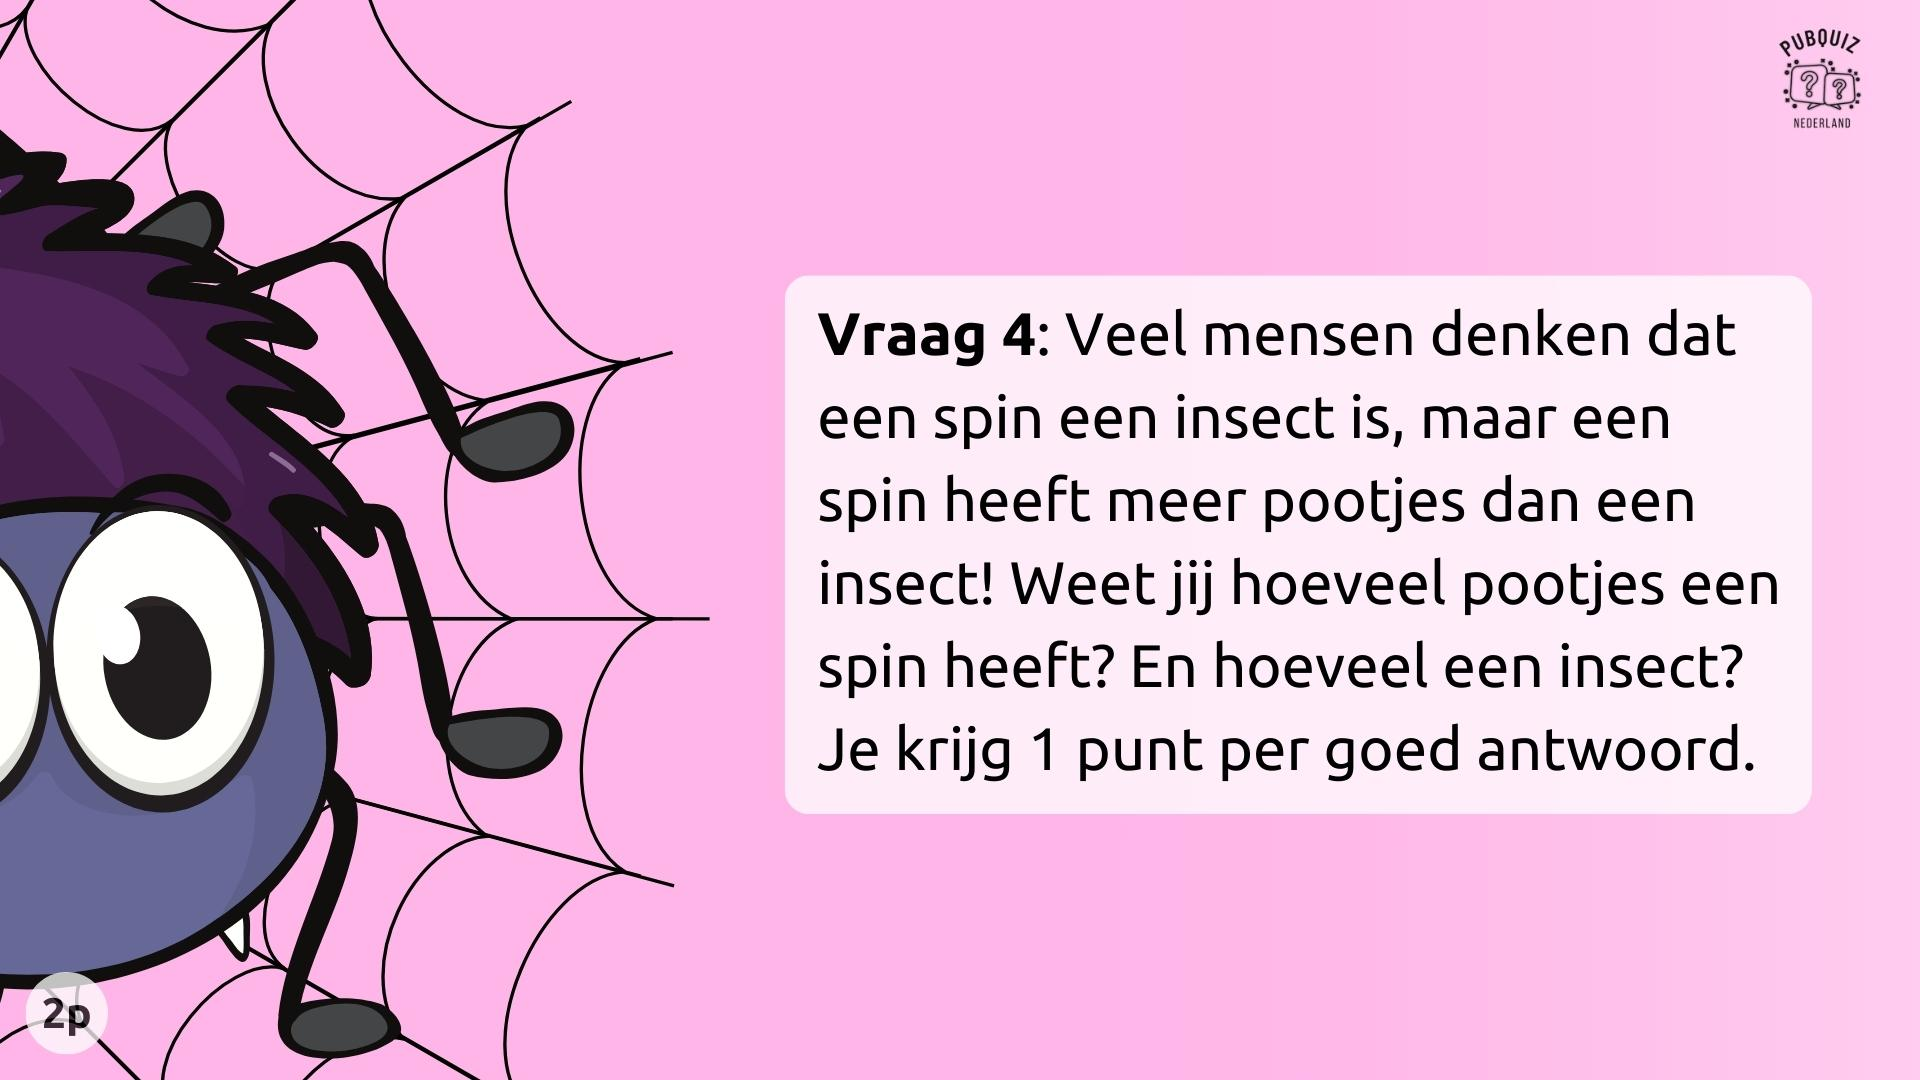 PUBQUIZ
? ?
NEDERLAND
Vraag 4: Veel mensen denken dat
een spin een insect is, maar een
spin heeft meer pootjes dan een
insect! Weet jij hoeveel pootjes een
spin heeft? En hoeveel een insect?
Je krijg 1 punt per goed antwoord.
2p